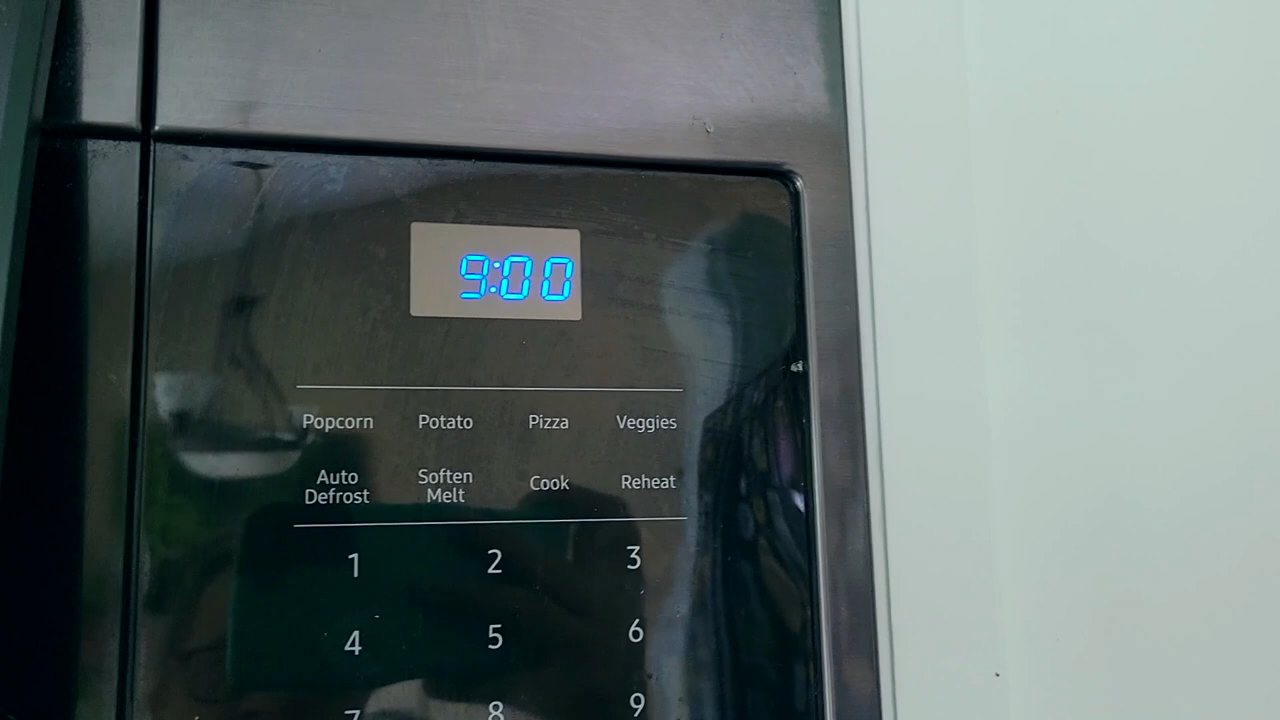 9:00
Popcorn Potato Pizza Veggies
Auto Defrost Soften Melt Cook Reheat
1 2 3
4 5 6
7 8 9